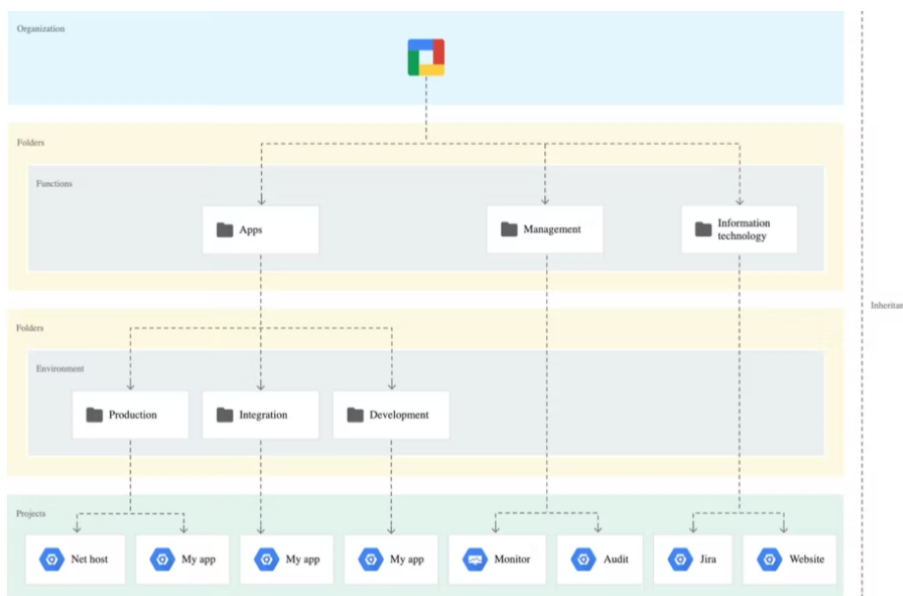 Organization
Folders
Functions
Apps
Management
Information
technology
Folders
Environment
Production
Integration
Development
Projects
Net host
My app
My app
My app
Monitor
Audit
Jira
Website
Inheritan